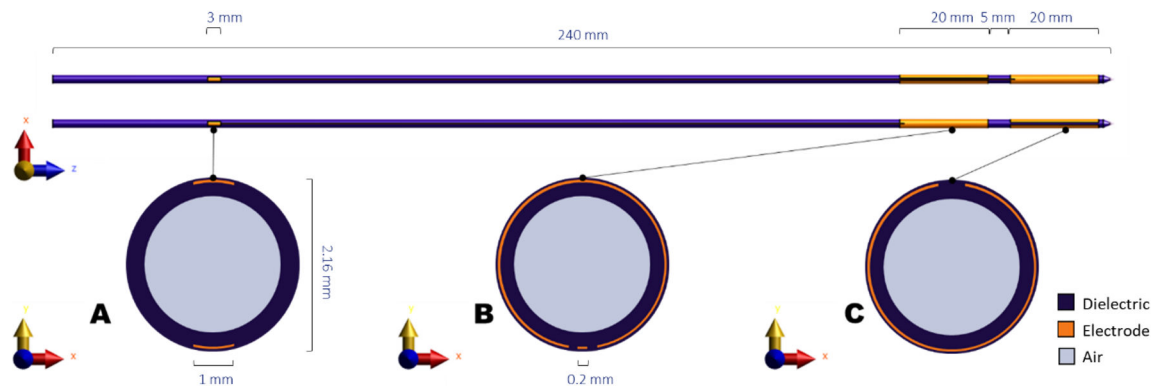 3 mm
20 mm 5 mm 20 mm
240 mm
x
z
2.16 mm
A
B
C
y
x
y
x
y
x
1 mm
0.2 mm
Dielectric
Electrode
Air